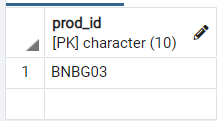 prod_id
[PK] character (10)
1 BNBG03